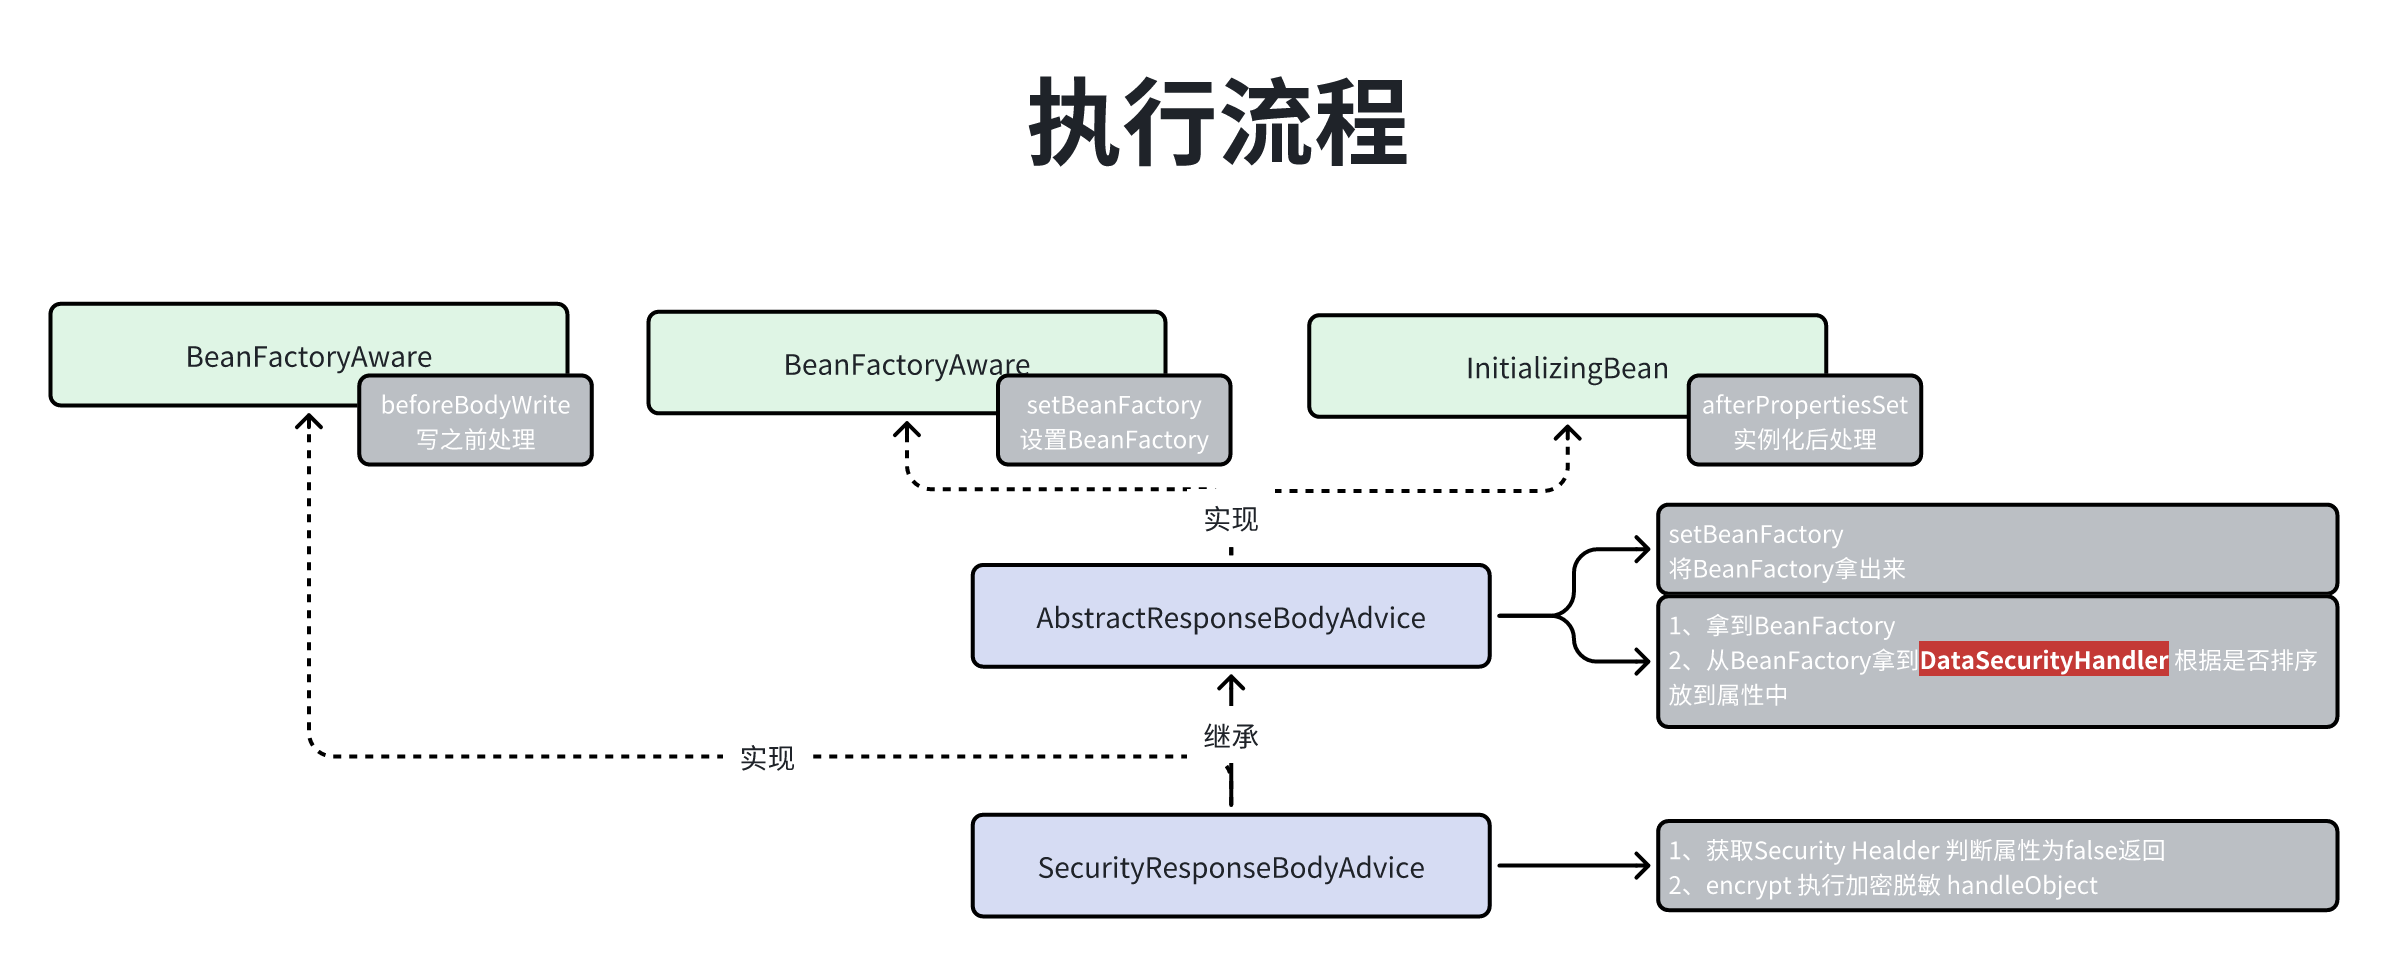 执行流程
BeanFactoryAware
beforeBodyWrite
写之前处理
BeanFactoryAware
setBeanFactory
设置BeanFactory
InitializingBean
afterPropertiesSet
实例化后处理
实现
AbstractResponseBodyAdvice
setBeanFactory
将BeanFactory拿出来
1、拿到BeanFactory
2、从BeanFactory拿到DataSecurityHandler 根据是否排序
放到属性中
继承
实现
SecurityResponseBodyAdvice
1、获取Security Healder 判断属性为false返回
2、encrypt 执行加密脱敏 handleObject